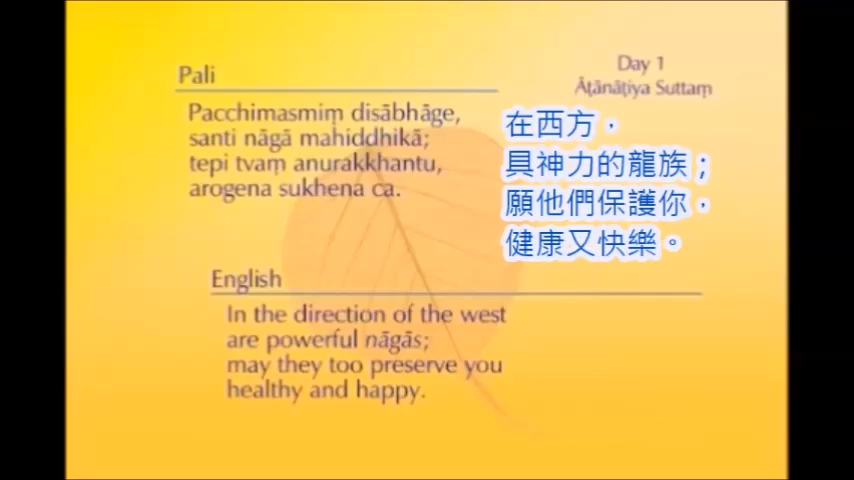 Pali
Day 1
Āṭānāṭiya Suttaṃ
Pacchimasmiṃ disābhāge,
santi nāgā mahiddhikā;
tepi tvaṃ anurakkhantu,
arogena sukhena ca.
在西方，
具神力的龍族；
願他們保護你，
健康又快樂。
English
In the direction of the west
are powerful nāgās;
may they too preserve you
healthy and happy.